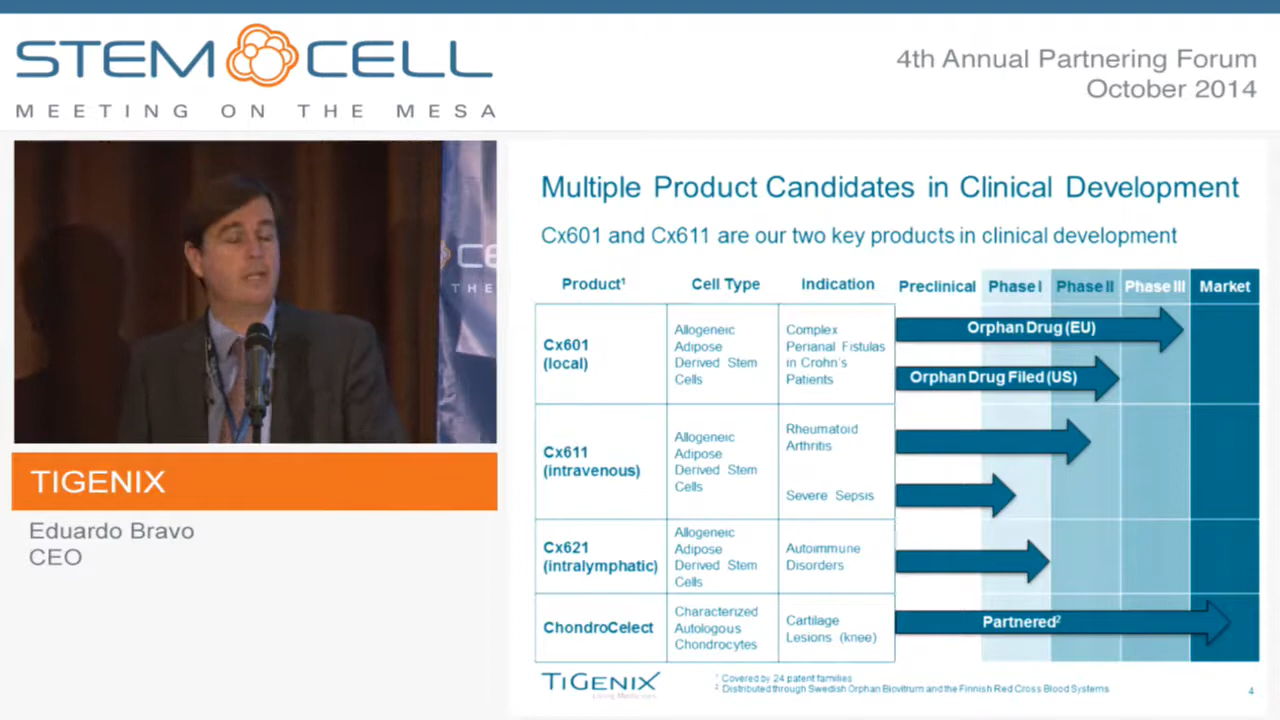 STEM CELL
MEETING ON THE MESA
4th Annual Partnering Forum
October 2014
CE
THE
TIGENIX
Eduardo Bravo
CEO
Multiple Product Candidates in Clinical Development
Cx601 and Cx611 are our two key products in clinical development
Product¹ Cell Type Indication Preclinical Phase I Phase II Phase III Market
Cx601
(local)
Allogeneic
Adipose
Derived Stem
Cells
Complex
Perianal Fistulas
in Crohn's
Patients
Orphan Drug (EU)
Orphan Drug Filed (US)
Cx611
(intravenous)
Allogeneic
Adipose
Derived Stem
Cells
Rheumatoid
Arthritis
Severe Sepsis
Cx621
(intralymphatic)
Allogeneic
Adipose
Derived Stem
Cells
Autoimmune
Disorders
ChondroCelect
Characterized
Autologous
Chondrocytes
Cartilage
Lesions (knee)
Partnered²
TiGENIX
Living Medicines
¹ Covered by 24 patent families
² Distributed through Swedish Orphan Biovitrum and the Finnish Red Cross Blood Systems
4